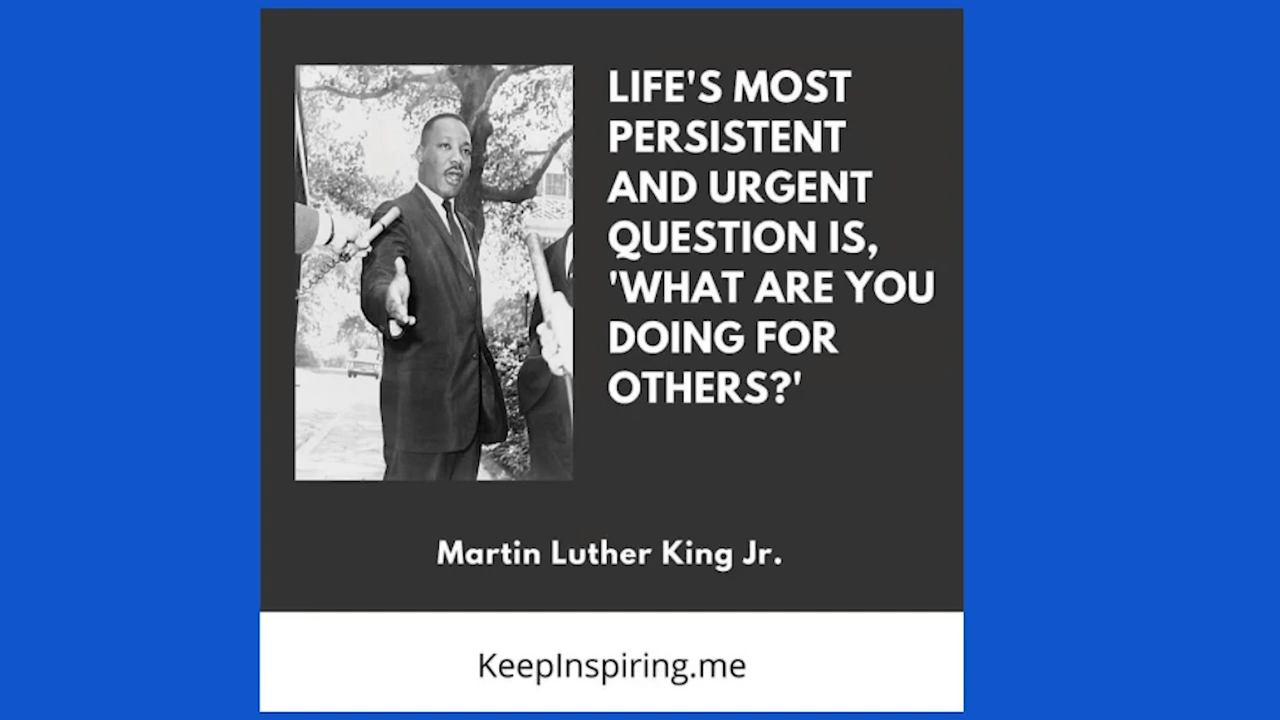 LIFE'S MOST
PERSISTENT
AND URGENT
QUESTION IS,
'WHAT ARE YOU
DOING FOR
OTHERS?'
Martin Luther King Jr.
KeepInspiring.me